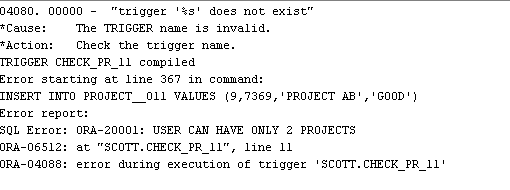 04080. 00000 -  "trigger '%s' does not exist"
*Cause:    The TRIGGER name is invalid.
*Action:   Check the trigger name.
TRIGGER CHECK_PR_11 compiled
Error starting at line 367 in command:
INSERT INTO PROJECT__011 VALUES (9,7369,'PROJECT AB','GOOD')
Error report:
SQL Error: ORA-20001: USER CAN HAVE ONLY 2 PROJECTS
ORA-06512: at "SCOTT.CHECK_PR_11", line 11
ORA-04088: error during execution of trigger 'SCOTT.CHECK_PR_11'